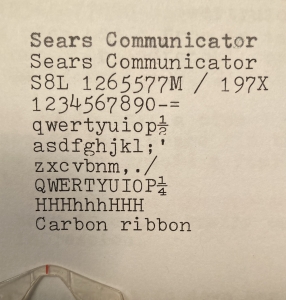 Sears Communicator
Sears Communicator
S8L 1265577M / 197X
1234567890-=
qwertyuiop½
asdfghjkl;'
zxcvbnm,./
QWERTYUIOP¼
HHHhhhHHH
Carbon ribbon